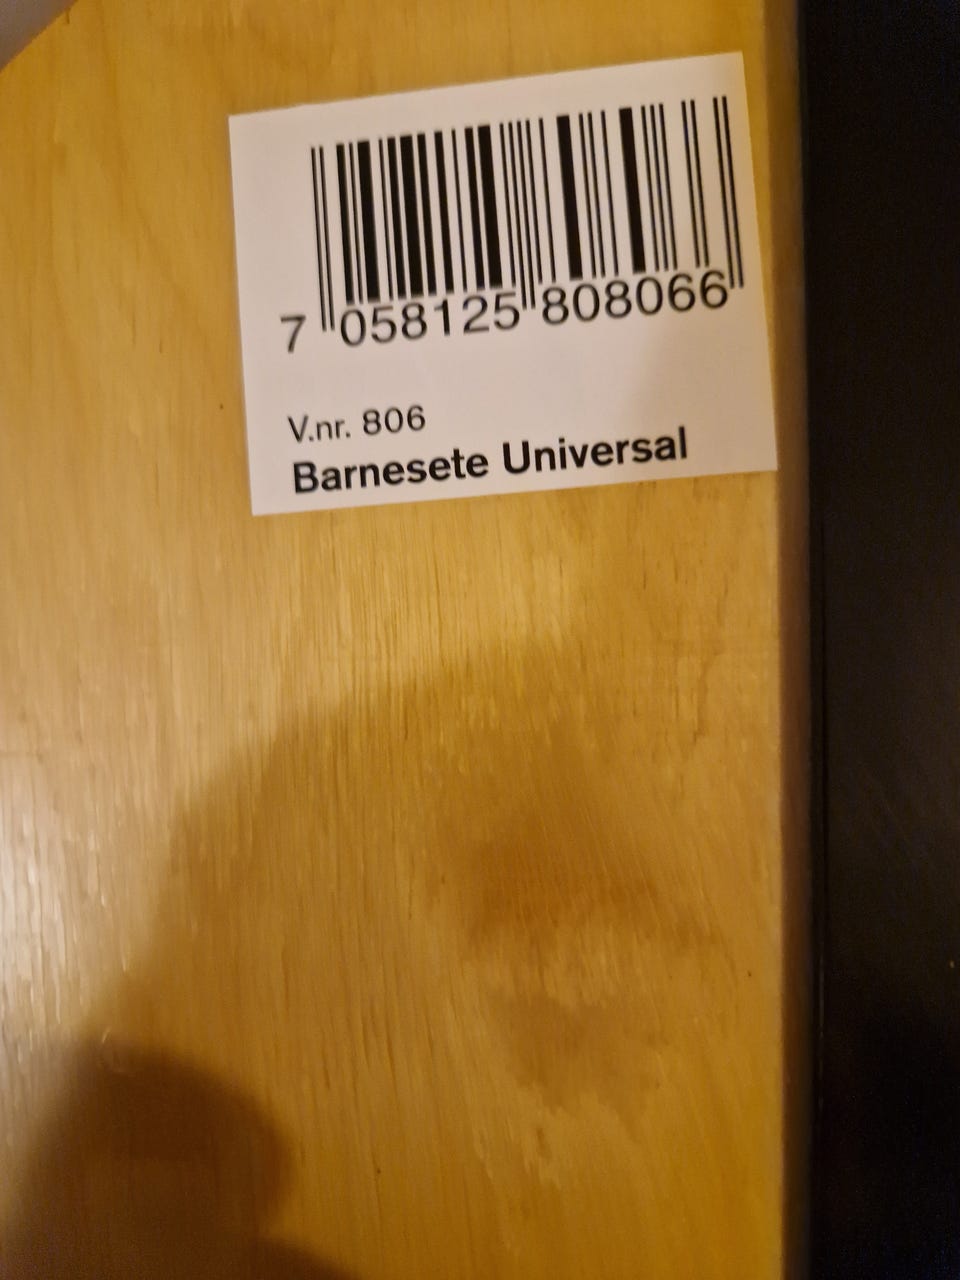 7 058125 808066
V.nr. 806
Barnesete Universal